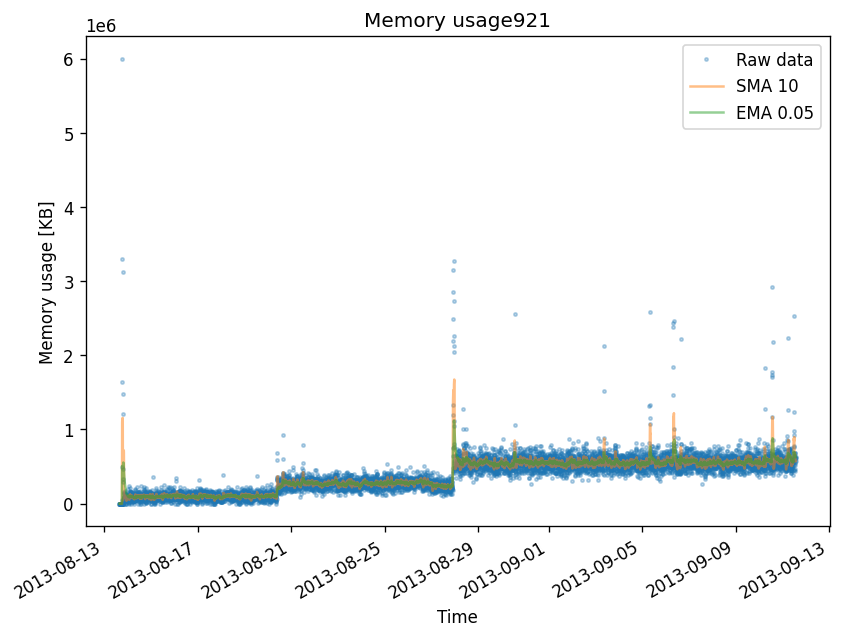 Memory usage921
1e6
Raw data
SMA 10
EMA 0.05
6
5
4
3
2
1
0
Memory usage [KB]
2013-08-13
2013-08-17
2013-08-21
2013-08-25
2013-08-29
2013-09-01
2013-09-05
2013-09-09
2013-09-13
Time